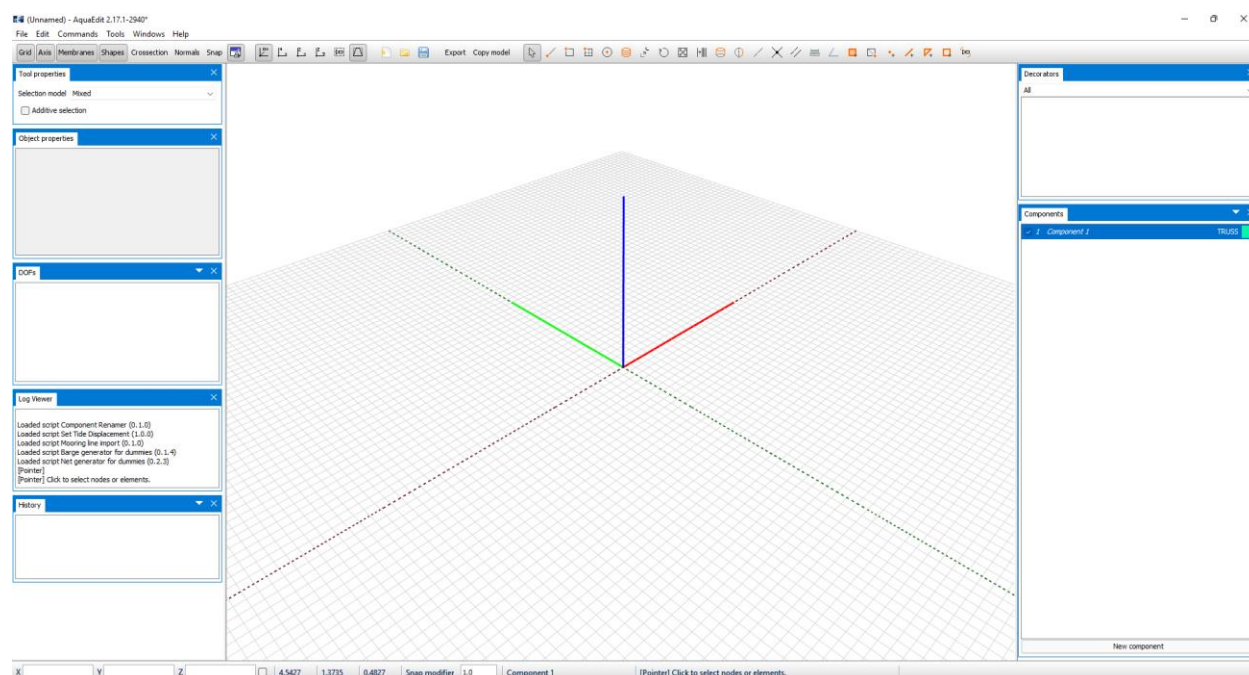 (Unnamed) - AquaEdit 2.17.1-2940*
File Edit Commands Tools Windows Help
Grid Axis Membranes Shapes Crossection Normals Snap Export Copy model
Tool properties
Selection model Mixed
Additive selection
Object properties
DOFs
Log Viewer
Loaded script Component Renamer (0.1.0)
Loaded script Set Tide Displacement (1.0.0)
Loaded script Mooring line import (0.1.0)
Loaded script Barge generator for dummies (0.1.4)
Loaded script Net generator for dummies (0.2.3)
[Pointer]
[Pointer] Click to select nodes or elements.
History
Decorators
All
Components
1 Component 1 TRUSS
New component
X Y Z 4.5427 1.3735 0.4827 Snap modifier 1.0 Component 1 [Pointer] Click to select nodes or elements.